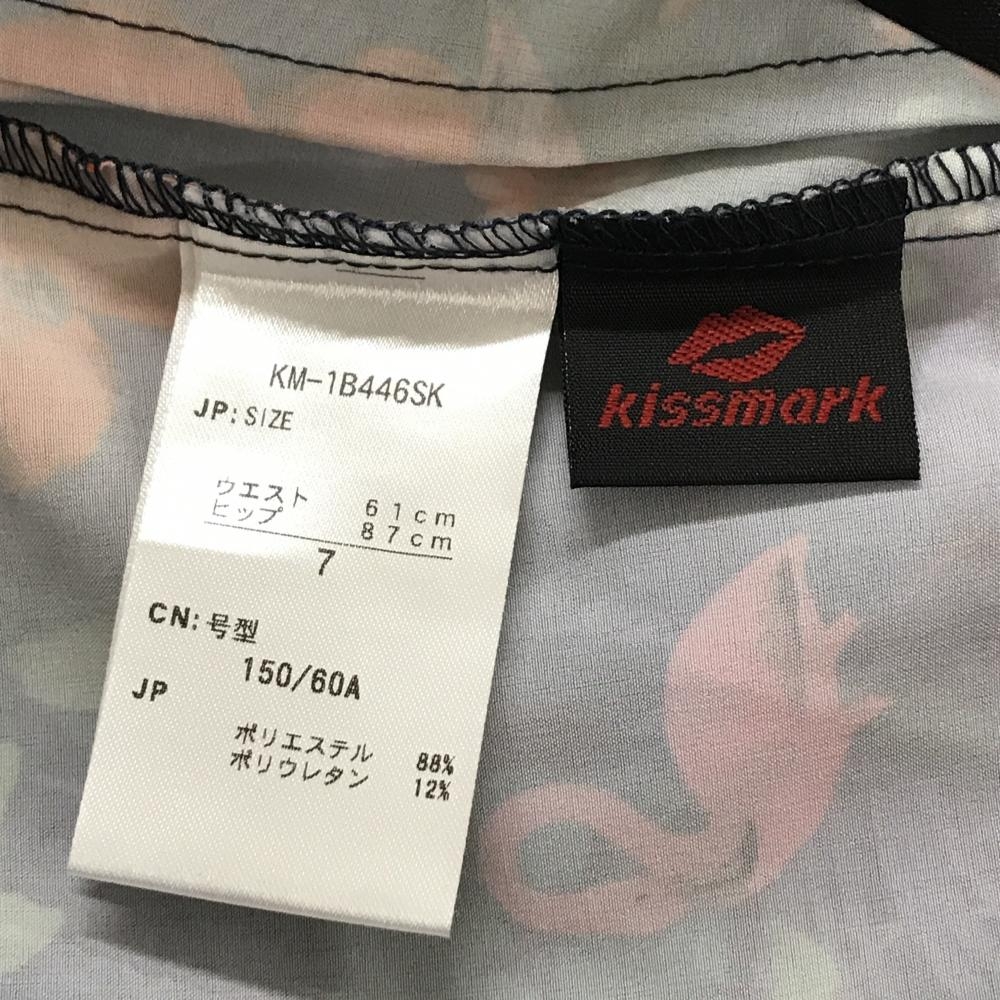 KM-1B446SK
JP:SIZE
ウエスト 61cm
ヒップ 87cm
7
CN:号型
150/60A
JP
ポリエステル 88%
ポリウレタン 12%
kissmark